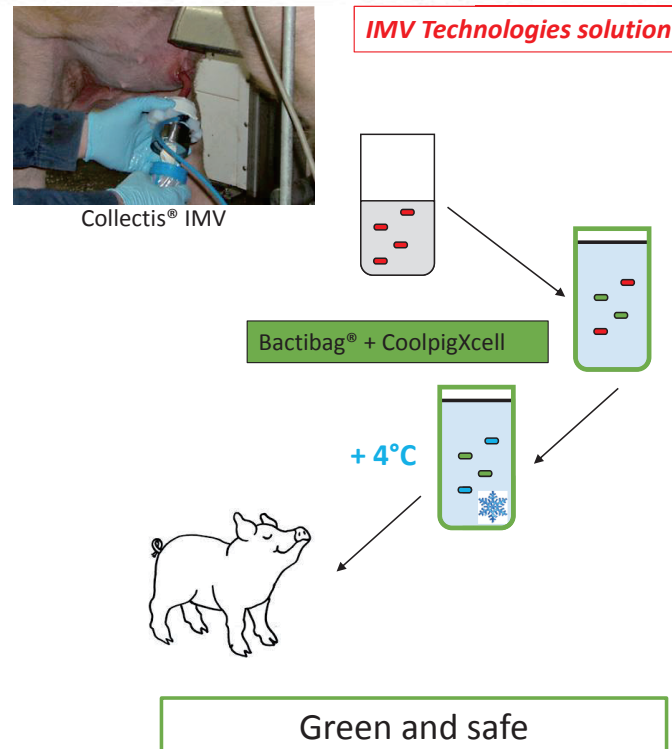 IMV Technologies solution
Collectis® IMV
Bactibag® + CoolpigXcell
+ 4°C
Green and safe